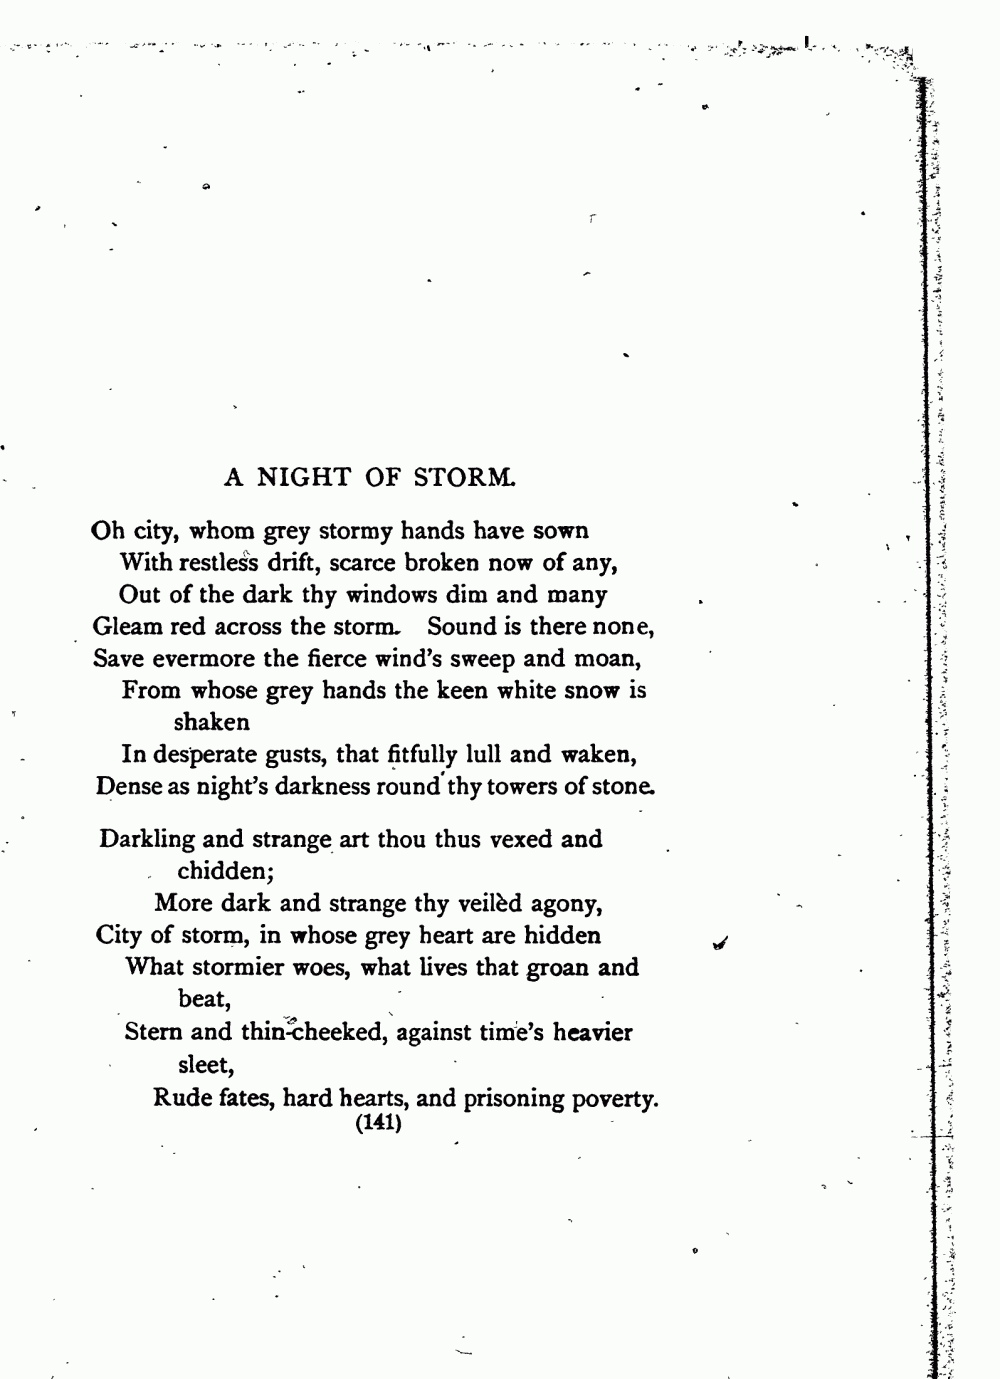 A NIGHT OF STORM.
Oh city, whom grey stormy hands have sown
With restless drift, scarce broken now of any,
Out of the dark thy windows dim and many
Gleam red across the storm. Sound is there none,
Save evermore the fierce wind's sweep and moan,
From whose grey hands the keen white snow is
shaken
In desperate gusts, that fitfully lull and waken,
Dense as night's darkness round thy towers of stone.
Darkling and strange art thou thus vexed and
chidden;
More dark and strange thy veilèd agony,
City of storm, in whose grey heart are hidden
What stormier woes, what lives that groan and
beat,
Stern and thin-cheeked, against time's heavier
sleet,
Rude fates, hard hearts, and prisoning poverty.
(141)